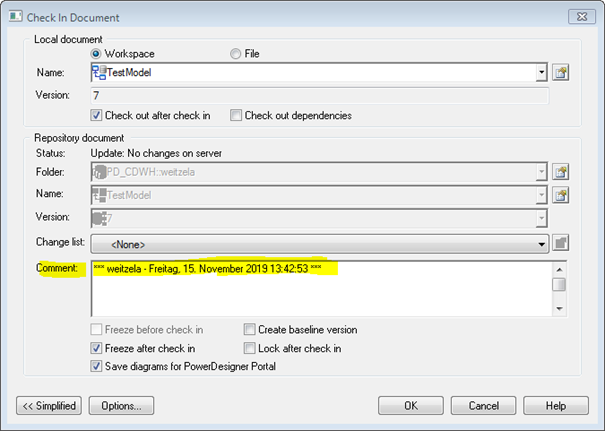 Check In Document
Local document
Workspace File
Name: TestModel
Version: 7
Check out after check in Check out dependencies
Repository document
Status: Update: No changes on server
Folder: PD_CDWH::weitzela
Name: TestModel
Version: 7
Change list: <None>
Comment: *** weitzela - Freitag, 15. November 2019 13:42:53 ***
Freeze before check in Create baseline version
Freeze after check in Lock after check in
Save diagrams for PowerDesigner Portal
<< Simplified Options... OK Cancel Help